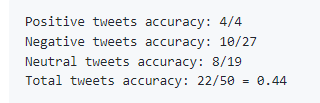 Positive tweets accuracy: 4/4
Negative tweets accuracy: 10/27
Neutral tweets accuracy: 8/19
Total tweets accuracy: 22/50 = 0.44